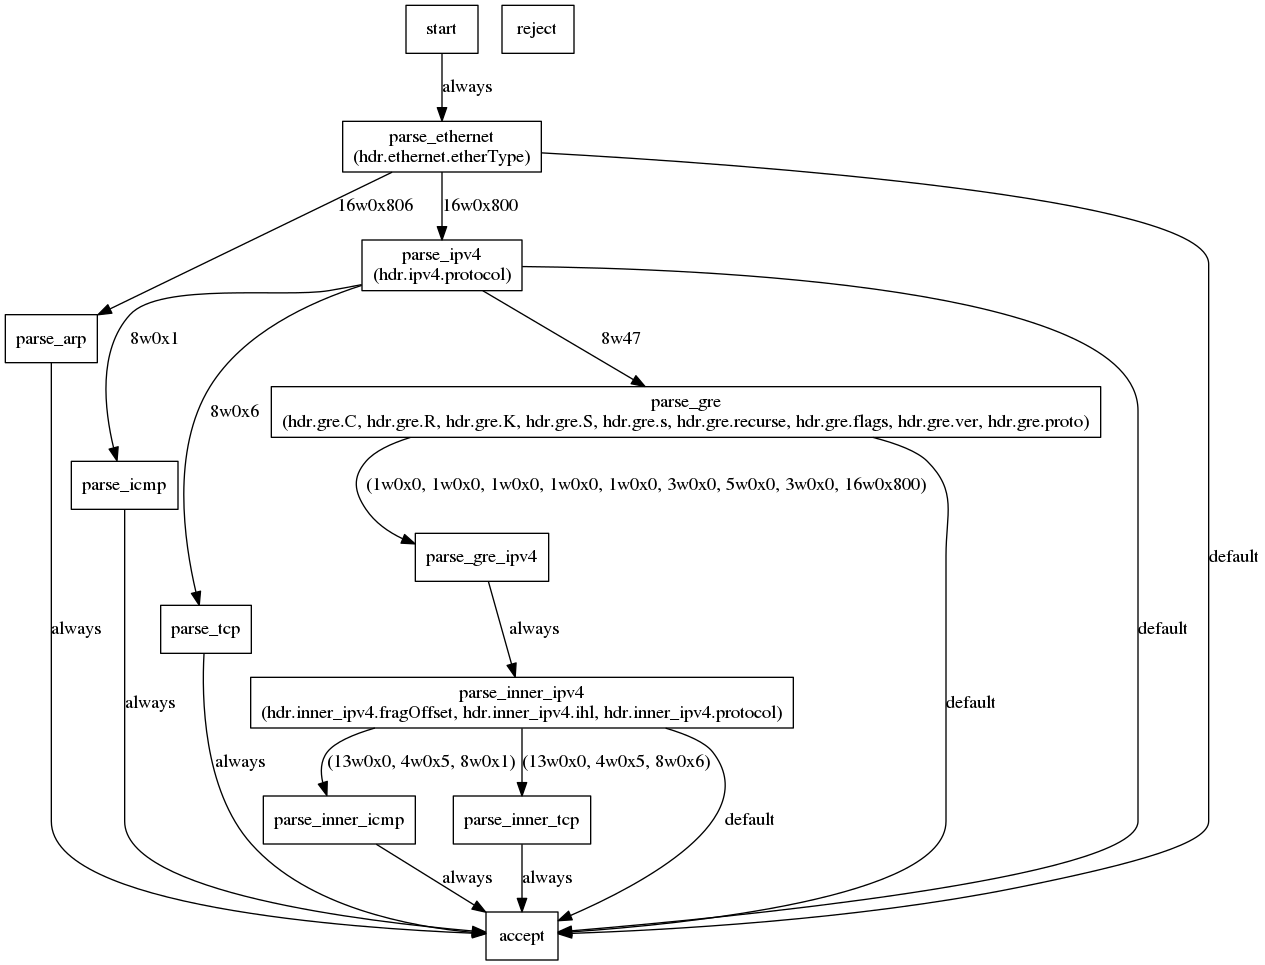 start
reject
always
parse_ethernet
(hdr.ethernet.etherType)
16w0x806
16w0x800
parse_ipv4
(hdr.ipv4.protocol)
parse_arp
8w0x1
8w47
parse_gre
(hdr.gre.C, hdr.gre.R, hdr.gre.K, hdr.gre.S, hdr.gre.s, hdr.gre.recurse, hdr.gre.flags, hdr.gre.ver, hdr.gre.proto)
8w0x6
parse_icmp
(1w0x0, 1w0x0, 1w0x0, 1w0x0, 1w0x0, 3w0x0, 5w0x0, 3w0x0, 16w0x800)
parse_gre_ipv4
default
parse_tcp
always
always
default
parse_inner_ipv4
(hdr.inner_ipv4.fragOffset, hdr.inner_ipv4.ihl, hdr.inner_ipv4.protocol)
always
default
always
(13w0x0, 4w0x5, 8w0x1)
(13w0x0, 4w0x5, 8w0x6)
parse_inner_icmp
parse_inner_tcp
default
always
always
accept